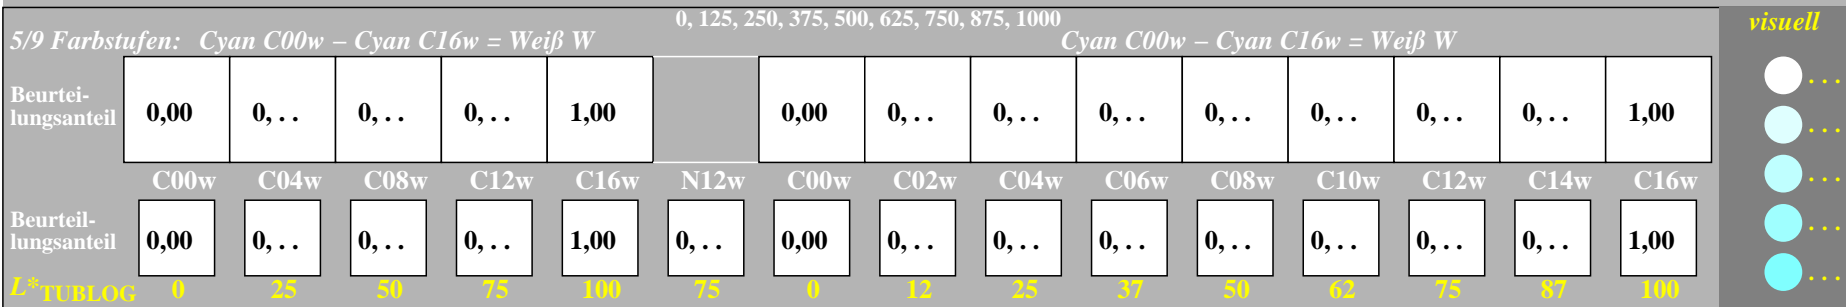 0, 125, 250, 375, 500, 625, 750, 875, 1000
visuell
5/9 Farbstufen: Cyan C00w – Cyan C16w = Weiß W Cyan C00w – Cyan C16w = Weiß W
Beurtei-
lungsanteil 0,00 0, . . 0, . . 0, . . 1,00 0,00 0, . . 0, . . 0, . . 0, . . 0, . . 0, . . 0, . . 1,00
C00w C04w C08w C12w C16w N12w C00w C02w C04w C06w C08w C10w C12w C14w C16w
Beurteil-
lungsanteil 0,00 0, . . 0, . . 0, . . 1,00 0, . . 0,00 0, . . 0, . . 0, . . 0, . . 0, . . 0, . . 0, . . 1,00
L*TUBLOG 0 25 50 75 100 75 0 12 25 37 50 62 75 87 100
. . .
. . .
. . .
. . .
. . .